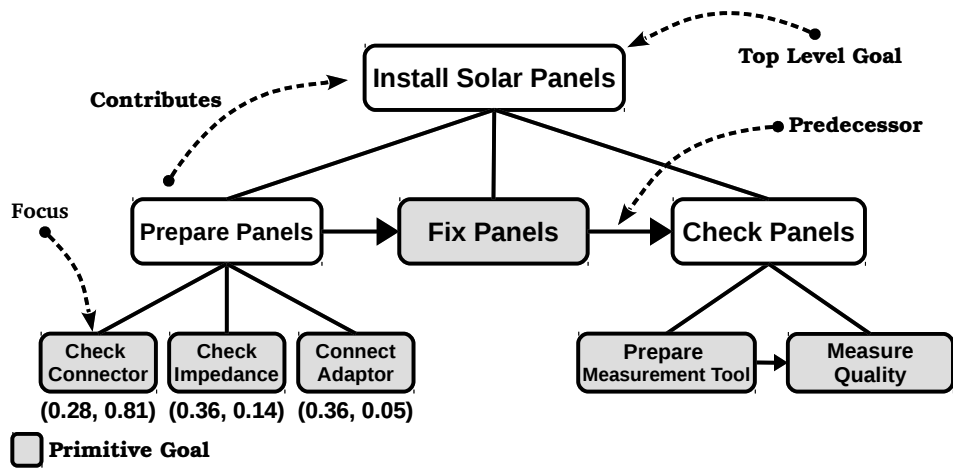 Install Solar Panels
Top Level Goal
Contributes
Predecessor
Focus
Prepare Panels
Fix Panels
Check Panels
Check
Connector
Check
Impedance
Connect
Adaptor
Prepare
Measurement Tool
Measure
Quality
(0.28, 0.81)
(0.36, 0.14)
(0.36, 0.05)
Primitive Goal